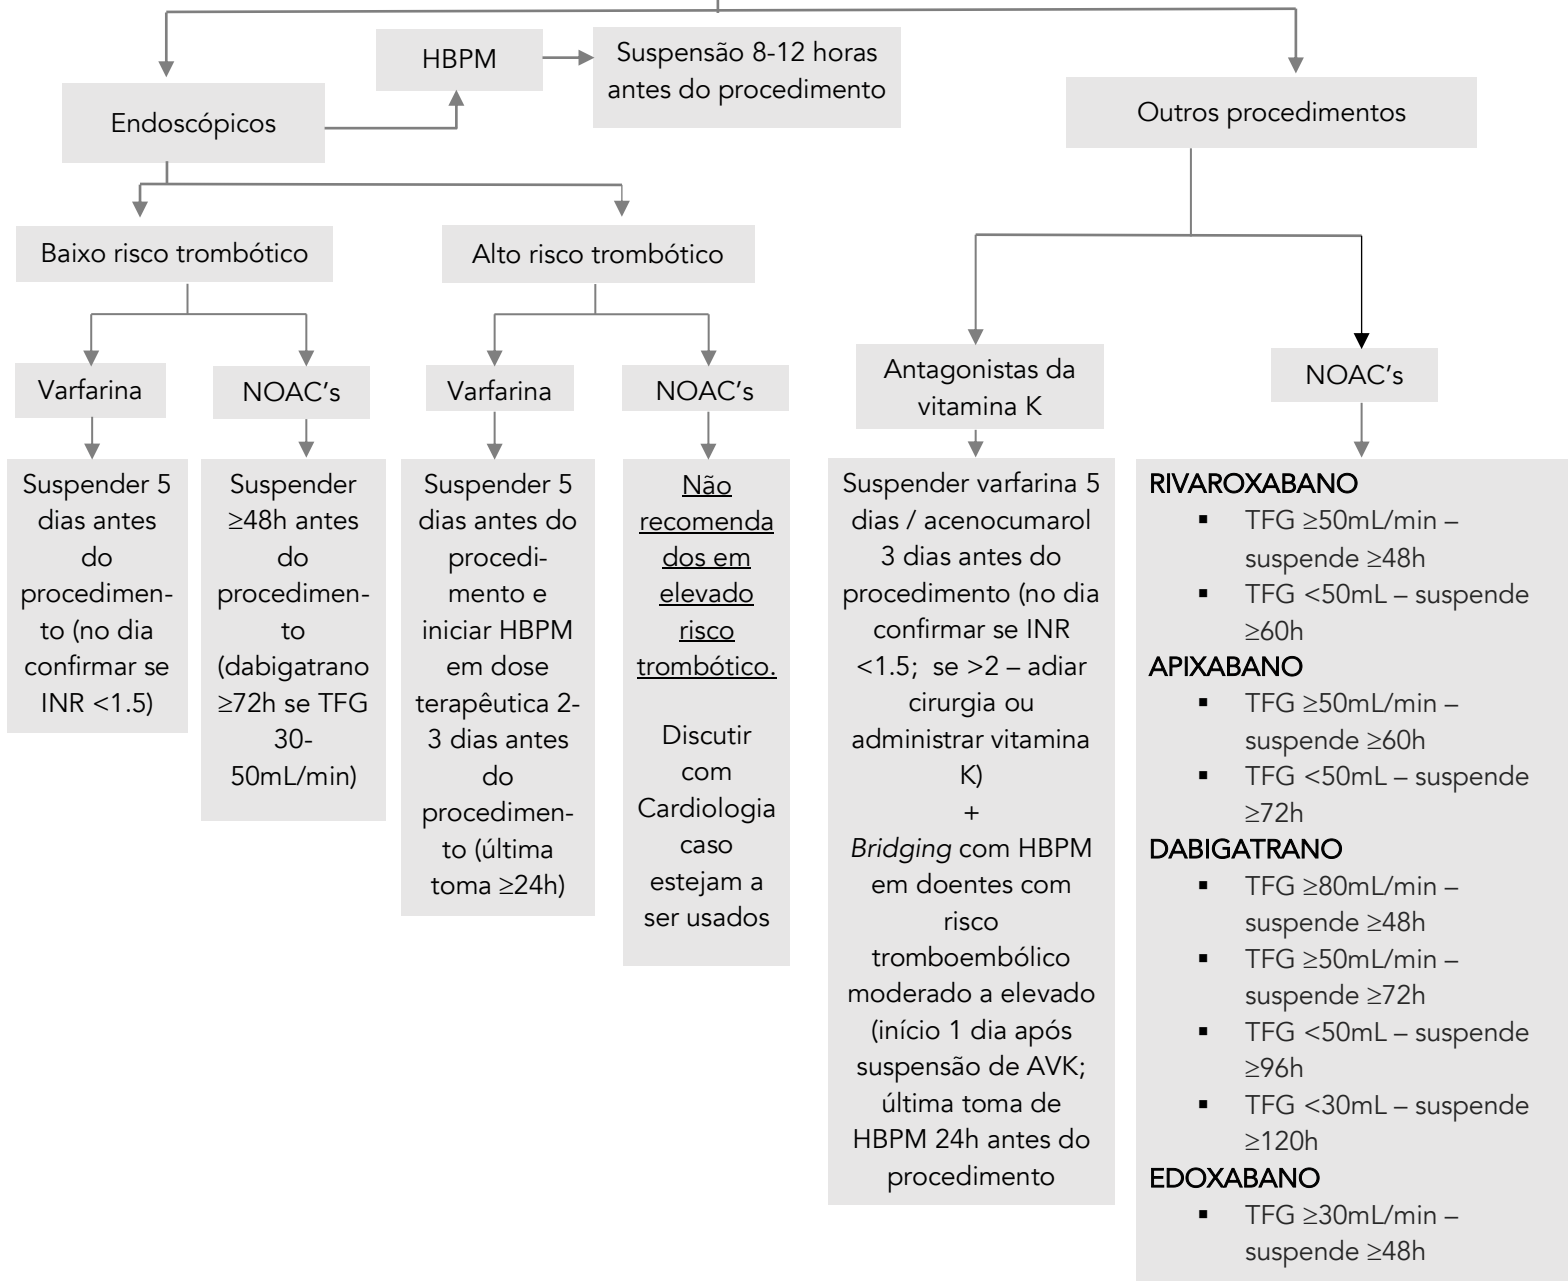 HBPM
Suspensão 8-12 horas
antes do procedimento
Endoscópicos
Outros procedimentos
Baixo risco trombótico
Alto risco trombótico
Varfarina
NOAC's
Varfarina
NOAC's
Antagonistas da
vitamina K
NOAC's
Suspender 5
dias antes
do
procedimen-
to (no dia
confirmar se
INR <1.5)
Suspender
≥48h antes
do
procedimen-
to
(dabigatrano
≥72h se TFG
30-
50mL/min)
Suspender 5
dias antes do
procedi-
mento e
iniciar HBPM
em dose
terapêutica 2-
3 dias antes
do
procedimen-
to (última
toma ≥24h)
Não
recomenda
dos em
elevado
risco
trombótico.
Discutir
com
Cardiologia
caso
estejam a
ser usados
Suspender varfarina 5
dias / acenocumarol
3 dias antes do
procedimento (no dia
confirmar se INR
<1.5; se >2 – adiar
cirurgia ou
administrar vitamina
K)
+
Bridging com HBPM
em doentes com
risco
tromboembólico
moderado a elevado
(início 1 dia após
suspensão de AVK;
última toma de
HBPM 24h antes do
procedimento
RIVAROXABANO
▪ TFG ≥50mL/min –
suspende ≥48h
▪ TFG <50mL – suspende
≥60h
APIXABANO
▪ TFG ≥50mL/min –
suspende ≥60h
▪ TFG <50mL – suspende
≥72h
DABIGATRANO
▪ TFG ≥80mL/min –
suspende ≥48h
▪ TFG ≥50mL/min –
suspende ≥72h
▪ TFG <50mL – suspende
≥96h
▪ TFG <30mL – suspende
≥120h
EDOXABANO
▪ TFG ≥30mL/min –
suspende ≥48h